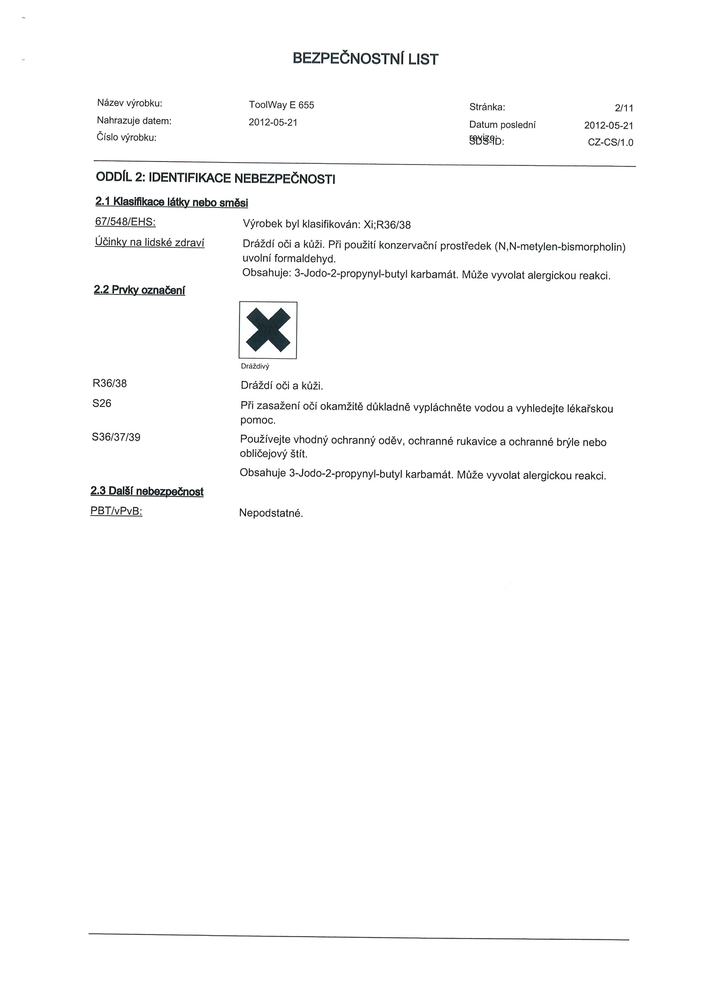 BEZPEČNOSTNÍ LIST
Název výrobku: ToolWay E 655 Stránka: 2/11
Nahrazuje datem: 2012-05-21 Datum poslední revize: 2012-05-21
Číslo výrobku: SDS-ID: CZ-CS/1.0
ODDÍL 2: IDENTIFIKACE NEBEZPEČNOSTI
2.1 Klasifikace látky nebo směsi
67/548/EHS: Výrobek byl klasifikován: Xi;R36/38
Účinky na lidské zdraví Dráždí oči a kůži. Při použití konzervační prostředek (N,N-metylen-bismorpholin)
uvolní formaldehyd.
Obsahuje: 3-Jodo-2-propynyl-butyl karbamát. Může vyvolat alergickou reakci.
2.2 Prvky označení
Dráždivý
R36/38 Dráždí oči a kůži.
S26 Při zasažení očí okamžitě důkladně vypláchněte vodou a vyhledejte lékařskou
pomoc.
S36/37/39 Používejte vhodný ochranný oděv, ochranné rukavice a ochranné brýle nebo
obličejový štít.
Obsahuje 3-Jodo-2-propynyl-butyl karbamát. Může vyvolat alergickou reakci.
2.3 Další nebezpečnost
PBT/vPvB: Nepodstatné.